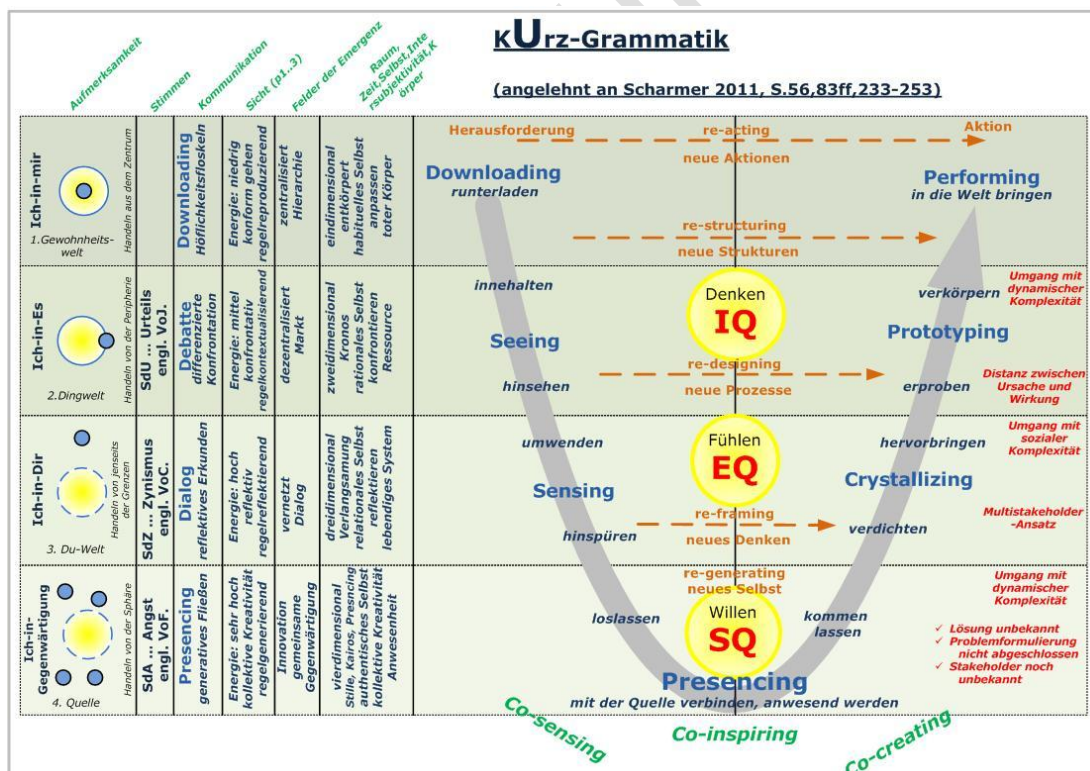 kUrz-Grammatik
(angelehnt an Scharmer 2011, S.56,83ff,233-253)
Aufmerksamkeit
Stimmen
Kommunikation
Sicht (p1..3)
Felder der Emergenz
Raum,
Zeit,Selbst,Inte
rsubjektivität,K
örper
Ich-in-mir
1.Gewohnheits-
welt
Handeln aus dem Zentrum
Downloading
Höflichkeitsfloskeln
Energie: niedrig
konform gehen
regelreproduzierend
zentralisiert
Hierarchie
eindimensional
entkörpert
habituelles Selbst
anpassen
toter Körper
Herausforderung
re-acting
Aktion
neue Aktionen
Downloading
runterladen
Performing
in die Welt bringen
re-structuring
neue Strukturen
Ich-in-Es
2.Dingwelt
Handeln von der Peripherie
SdU ... Urteils
engl. VoJ.
Debatte
differenzierte
Konfrontation
Energie: mittel
konfrontativ
regelkontextualisierend
dezentralisiert
Markt
zweidimensional
Kronos
rationales Selbst
konfrontieren
Ressource
innehalten
Denken
IQ
verkörpern
Umgang mit
dynamischer
Komplexität
Seeing
Prototyping
re-designing
neue Prozesse
hinsehen
erproben
Distanz zwischen
Ursache und
Wirkung
Ich-in-Dir
3. Du-Welt
Handeln von jenseits
der Grenzen
SdZ ... Zynismus
engl. VoC.
Dialog
reflektives Erkunden
Energie: hoch
reflektiv
regelreflektierend
vernetzt
Dialog
dreidimensional
Verlangsamung
relationales Selbst
reflektieren
lebendiges System
umwenden
Fühlen
EQ
hervorbringen
Umgang mit
sozialer
Komplexität
Sensing
Crystallizing
re-framing
neues Denken
hinspüren
verdichten
Multistakeholder
-Ansatz
Ich-in-
Gegenwärtigung
4. Quelle
Handeln von der Sphäre
SdA ... Angst
engl. VoF.
Presencing
generatives Fließen
Energie: sehr hoch
kollektive Kreativität
regelgenerierend
Innovation
gemeinsame
Gegenwärtigung
vierdimensional
Stille, Kairos, Presncing
authentisches Selbst
kollektive Kreativität
Anwesenheit
re-generating
neues Selbst
Willen
SQ
loslassen
kommen
lassen
Umgang mit
dynamischer
Komplexität
✓ Lösung unbekannt
✓ Problemformulierung
nicht abgeschlossen
✓ Stakeholder noch
unbekannt
Presencing
mit der Quelle verbinden, anwesend werden
Co-sensing
Co-inspiring
Co-creating